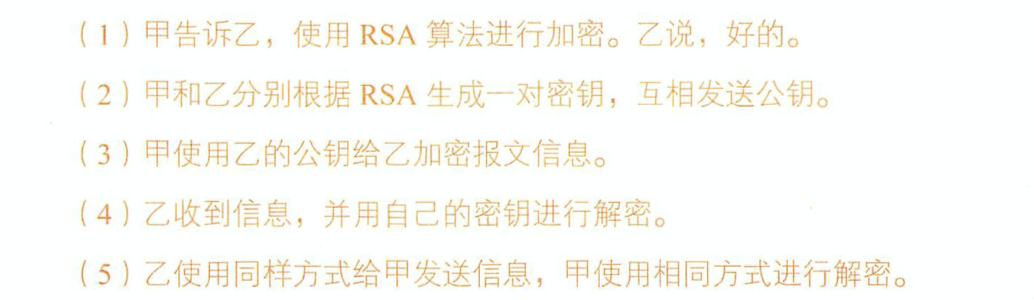 (1)甲告诉乙，使用 RSA 算法进行加密。乙说，好的。
(2)甲和乙分别根据 RSA 生成一对密钥，互相发送公钥。
(3)甲使用乙的公钥给乙加密报文信息。
(4)乙收到信息，并用自己的密钥进行解密。
(5)乙使用同样方式给甲发送信息，甲使用相同方式进行解密。